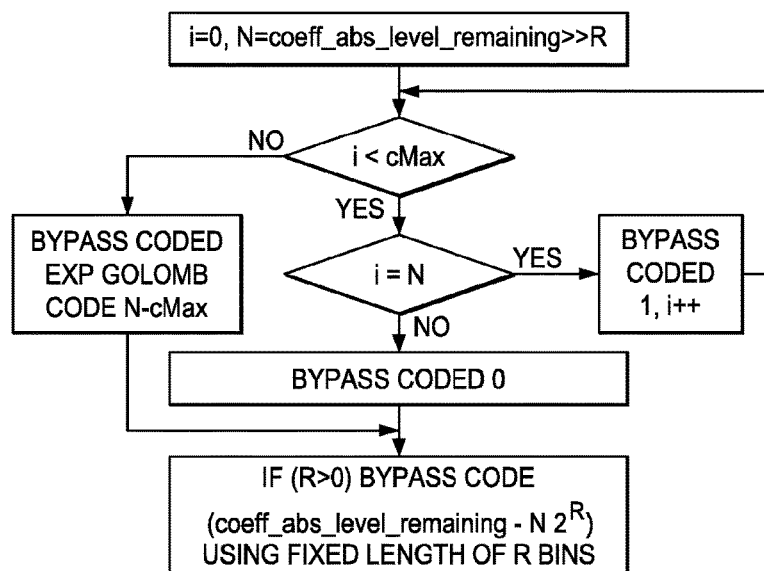 i=0, N=coeff_abs_level_remaining>>R
NO
i < cMax
YES
BYPASS CODED
EXP GOLOMB
CODE N-cMax
i = N
YES
BYPASS
CODED
1, i++
NO
BYPASS CODED 0
IF (R>0) BYPASS CODE
(coeff_abs_level_remaining - N 2^R)
USING FIXED LENGTH OF R BINS